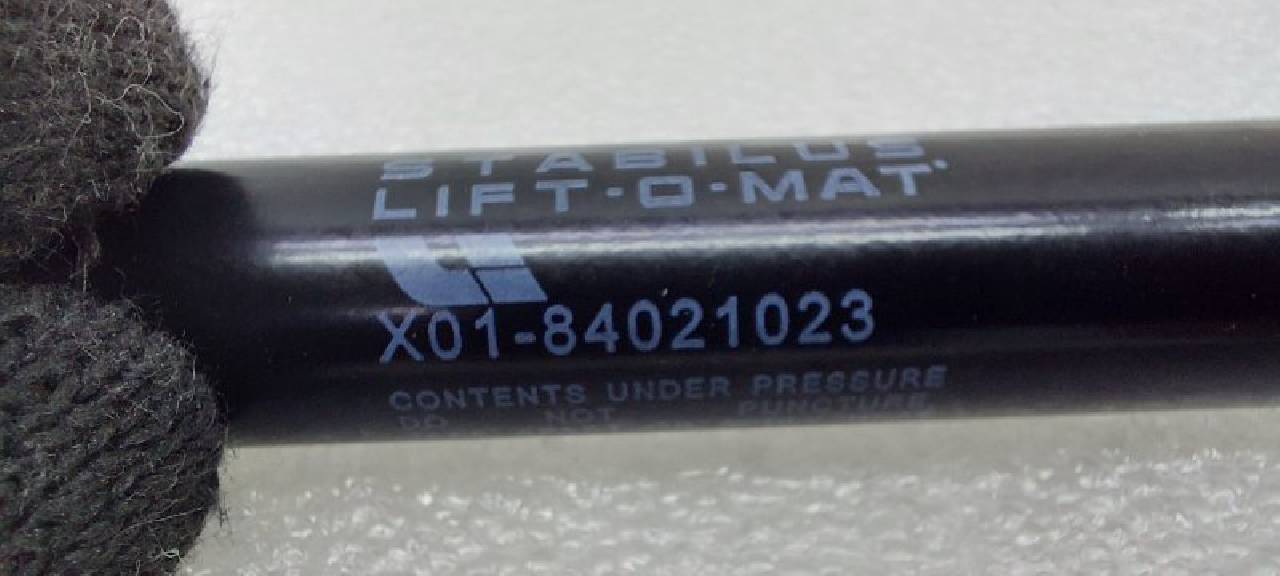 STABILUS
LIFT·O·MAT
X01-84021023
CONTENTS UNDER PRESSURE
DO NOT PUNCTURE,